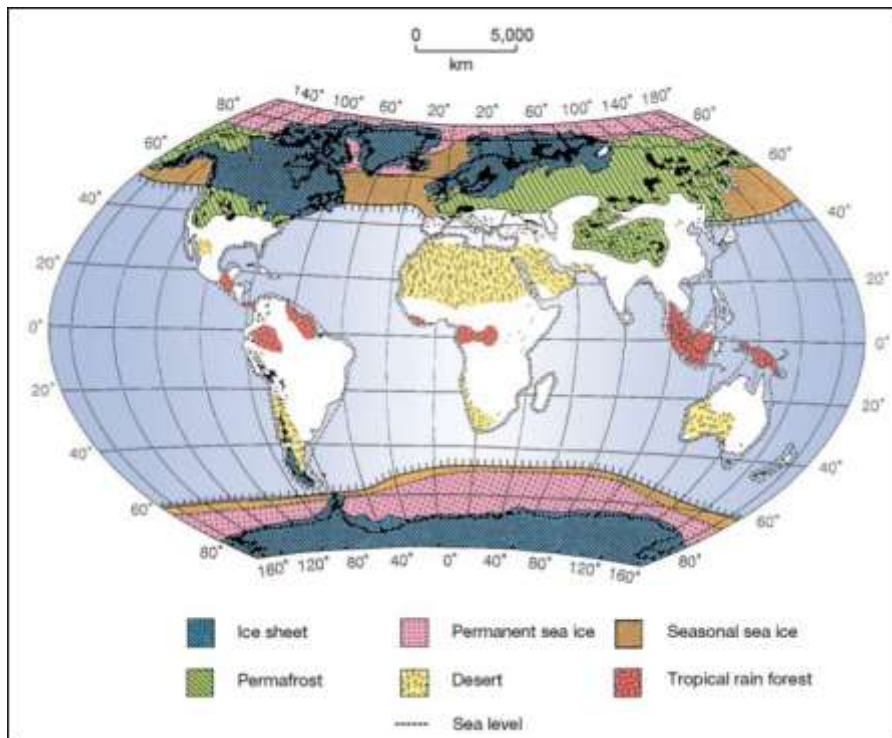 0 5,000
km
80° 140° 100° 60° 20° 20° 60° 100° 140° 180° 80°
60° 60°
40° 40°
20° 20°
0° 0°
20° 20°
40° 40°
60° 60°
80° 160° 120° 80° 40° 0° 40° 80° 120° 160° 80°
Ice sheet Permanent sea ice Seasonal sea ice
Permafrost Desert Tropical rain forest
Sea level